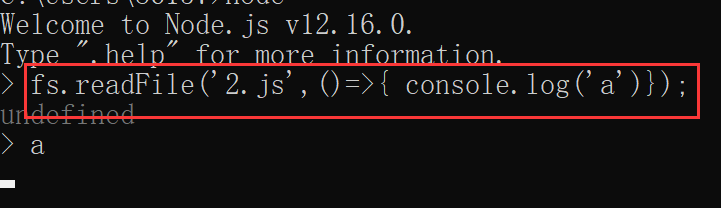 Welcome to Node.js v12.16.0.
Type ".help" for more information.
> fs.readFile('2.js',()=>{ console.log('a')});
undefined
> a